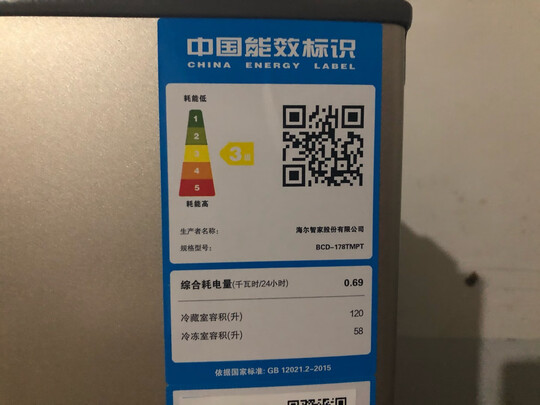 中国能效标识
CHINA ENERGY LABEL
耗能低
1
2
3
4
5
3级
耗能高
生产者名称: 海尔智家股份有限公司
规格型号: BCD-178TMPT
综合耗电量(千瓦时/24小时) 0.69
冷藏室容积(升) 120
冷冻室容积(升) 58
依据国家标准: GB 12021.2-2015